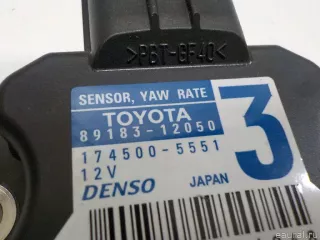 >PBT-GF40<
SENSOR, YAW RATE
TOYOTA
3
89183-12050
174500-5551
12V
DENSO JAPAN